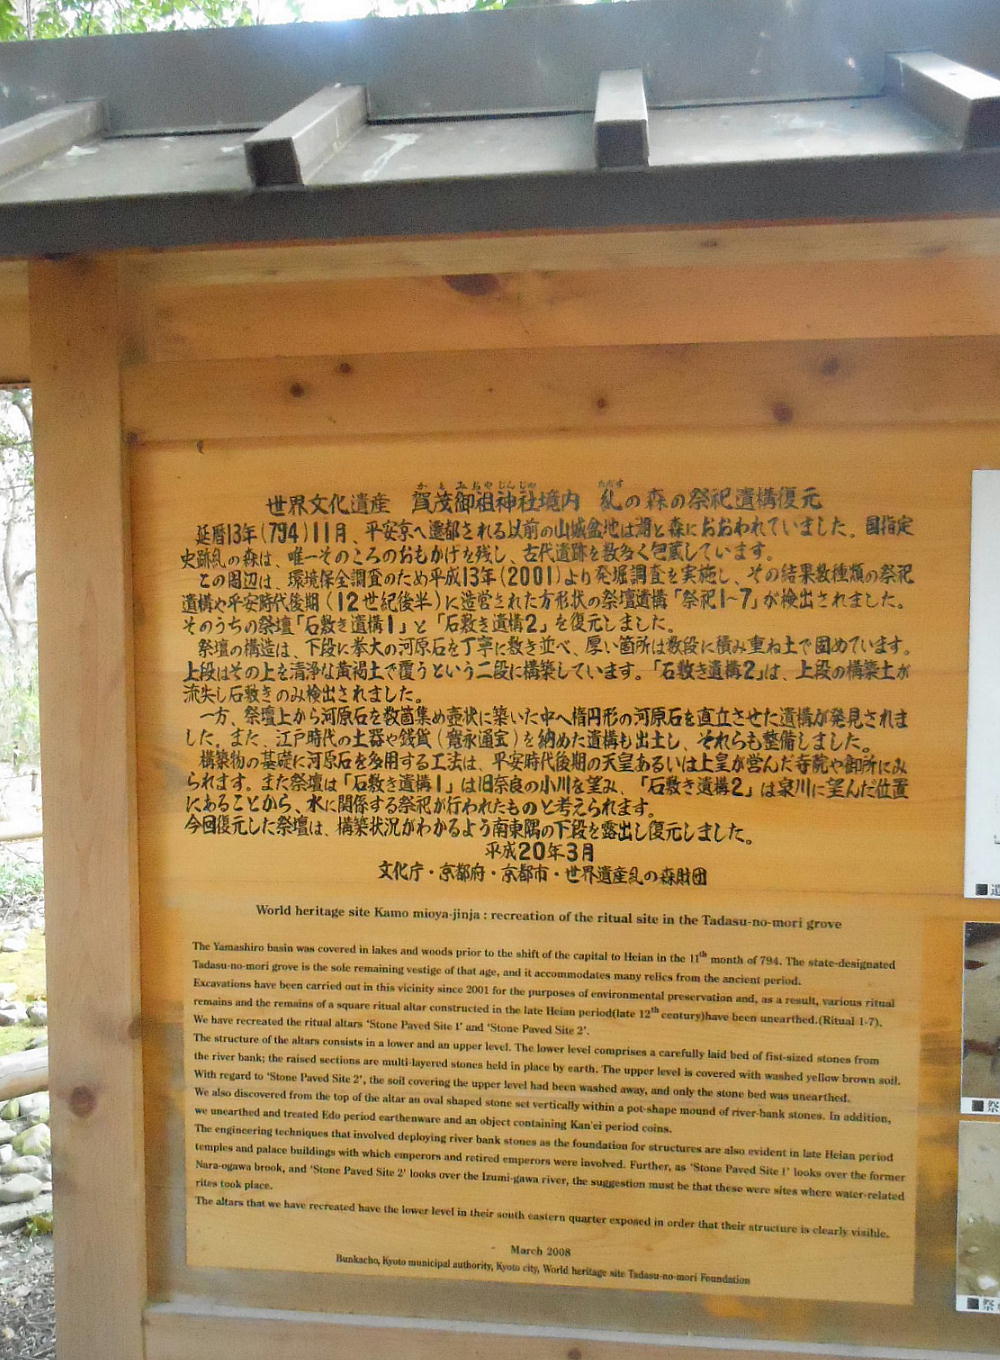 世界文化遺産 賀茂御祖神社境内 糺の森の祭祀遺構復元
延暦13年(794)11月、平安京へ遷都される以前の山城盆地は湖と森におおわれていました。国指定
史跡糺の森は、唯一そのころのおもかげを残し、古代遺跡を数多く包蔵しています。
この周辺は、環境保全調査のため平成13年(2001)より発掘調査を実施し、その結果数種類の祭祀
遺構や平安時代後期(12世紀後半)に造営された方形状の祭壇遺構「祭祀1~7」が検出されました。
そのうちの祭壇「石敷き遺構1」と「石敷き遺構2」を復元しました。
祭壇の構造は、下段に拳大の河原石を丁寧に敷き並べ、厚い箇所は数段に積み重ね土で固めています。
上段はその上を清浄な黄褐土で覆うという二段に構築しています。「石敷き遺構2」は、上段の構築土が
流失し石敷きのみ検出されました。
一方、祭壇上から河原石を数箇集め壺状に築いた中へ楕円形の河原石を直立させた遺構が発見されま
した。また、江戸時代の土器や銭貨(寛永通宝)を納めた遺構も出土し、それらも整備しました。
構築物の基礎に河原石を多用する工法は、平安時代後期の天皇あるいは上皇が営んだ寺院や御所にみ
られます。また祭壇は「石敷き遺構1」は旧奈良の小川を望み、「石敷き遺構2」は泉川に望んだ位置
にあることから、水に関係する祭祀が行われたものと考えられます。
今回復元した祭壇は、構築状況がわかるよう南東隅の下段を露出し復元しました。
平成20年3月
文化庁・京都府・京都市・世界遺産糺の森財団
World heritage site Kamo mioya-jinja : recreation of the ritual site in the Tadasu-no-mori grove
The Yamashiro basin was covered in lakes and woods prior to the shift of the capital to Heian in the 11th month of 794. The state-designated
Tadasu-no-mori grove is the sole remaining vestige of that age, and it accommodates many relics from the ancient period.
Excavations have been carried out in this vicinity since 2001 for the purposes of environmental preservation and, as a result, various ritual
remains and the remains of a square ritual altar constructed in the late Heian period(late 12th century)have been unearthed.(Ritual 1-7).
We have recreated the ritual altars 'Stone Paved Site 1' and 'Stone Paved Site 2'.
The structure of the altars consists in a lower and an upper level. The lower level comprises a carefully laid bed of fist-sized stones from
the river bank; the raised sections are multi-layered stones held in place by earth. The upper level is covered with washed yellow brown soil.
With regard to 'Stone Paved Site 2', the soil covering the upper level had been washed away, and only the stone bed was unearthed.
We also discovered from the top of the altar an oval shaped stone set vertically within a pot-shape mound of river-bank stones. In addition,
we unearthed and treated Edo period earthenware and an object containing Kan'ei period coins.
The engineering techniques that involved deploying river bank stones as the foundation for structures are also evident in late Heian period
temples and palace buildings with which emperors and retired emperors were involved. Further, as 'Stone Paved Site 1' looks over the former
Nara-ogawa brook, and 'Stone Paved Site 2' looks over the Izumi-gawa river, the suggestion must be that these were sites where water-related
rites took place.
The altars that we have recreated have the lower level in their south eastern quarter exposed in order that their structure is clearly visible.
March 2008
Bunkacho, Kyoto municipal authority, Kyoto city, World heritage site Tadasu-no-mori Foundation